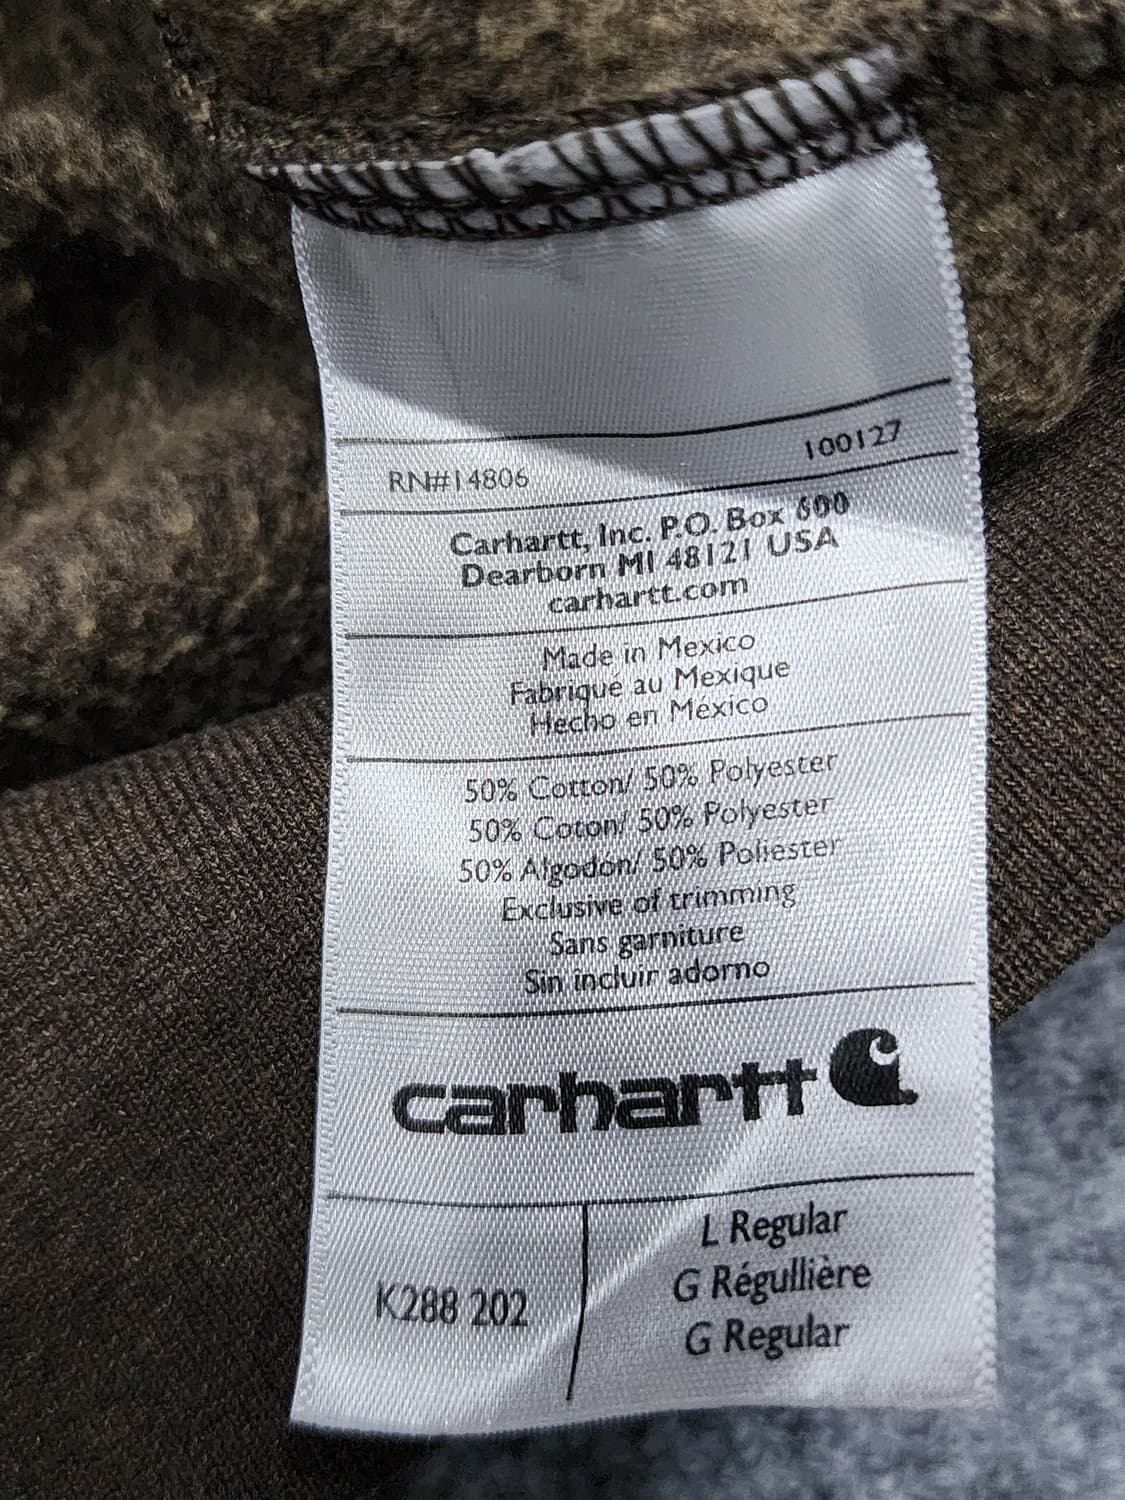 RN#14806 100127
Carhartt, Inc. P.O. Box 600
Dearborn MI 48121 USA
carhartt.com
Made in Mexico
Fabriqué au Mexique
Hecho en México
50% Cotton/ 50% Polyester
50% Coton/ 50% Polyester
50% Algodón/ 50% Poliéster
Exclusive of trimming
Sans garniture
Sin incluir adorno
carhartt
K288 202
L Regular
G Régullière
G Regular